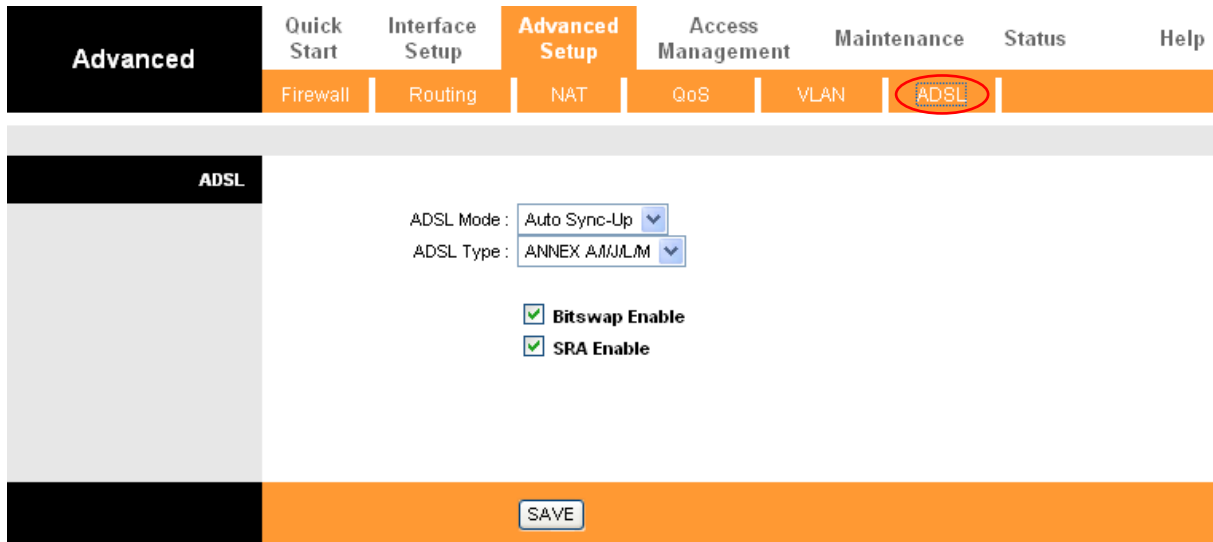 Advanced
Quick Start
Interface Setup
Advanced Setup
Access Management
Maintenance
Status
Help
Firewall
Routing
NAT
QoS
VLAN
ADSL
ADSL
ADSL Mode : Auto Sync-Up
ADSL Type : ANNEX A/I/J/L/M
Bitswap Enable
SRA Enable
SAVE